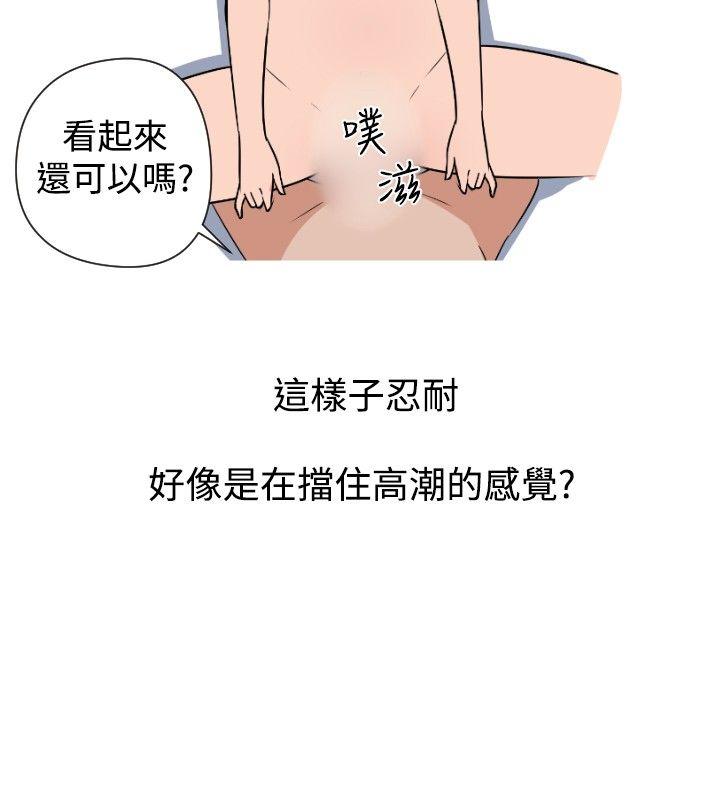 看起來
還可以嗎?
噗
滋
這樣子忍耐
好像是在擋住高潮的感覺?